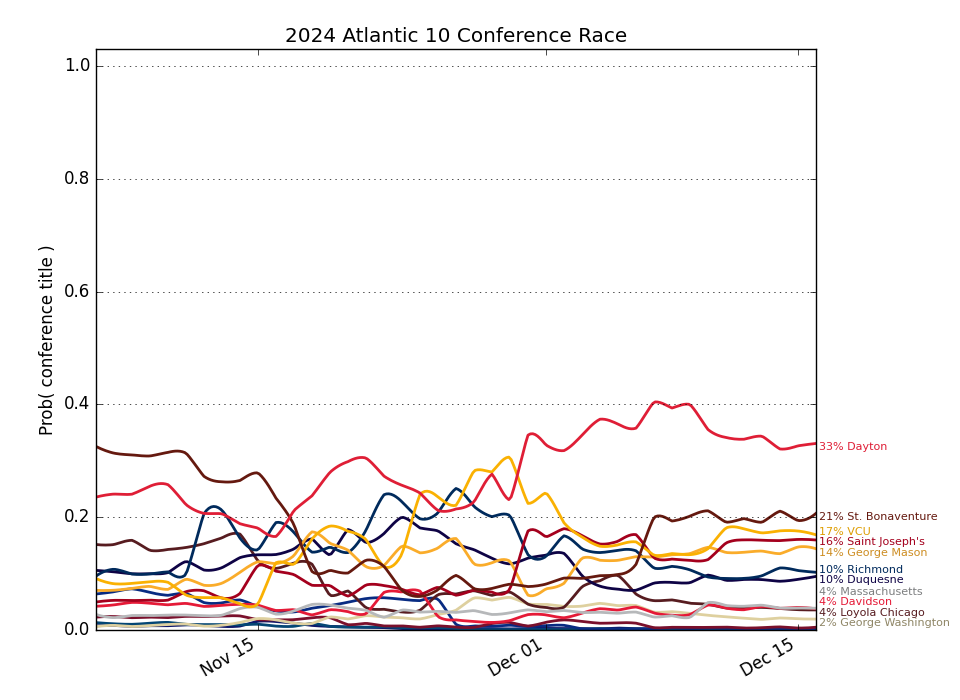 2024 Atlantic 10 Conference Race
Prob( conference title )
1.0
0.8
0.6
0.4
0.2
0.0
Nov 15
Dec 01
Dec 15
33% Dayton
21% St. Bonaventure
17% VCU
16% Saint Joseph's
14% George Mason
10% Richmond
10% Duquesne
4% Massachusetts
4% Davidson
4% Loyola Chicago
2% George Washington